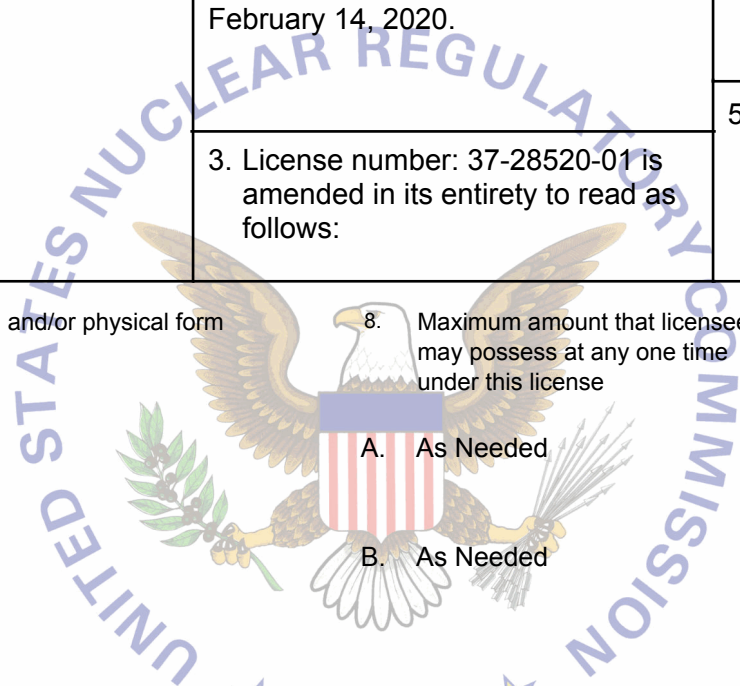 February 14, 2020.
5
3. License number: 37-28520-01 is
amended in its entirety to read as
follows:
and/or physical form
8. Maximum amount that licensee
may possess at any one time
under this license
A. As Needed
B. As Needed
UNITED STATES NUCLEAR REGULATORY COMMISSION